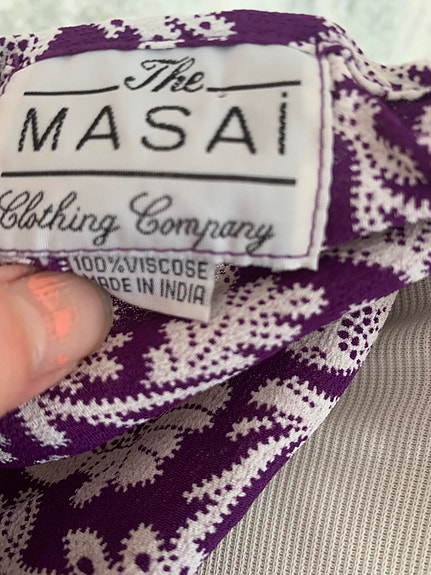 The
MASAi
Clothing Company
100%VISCOSE
MADE IN INDIA